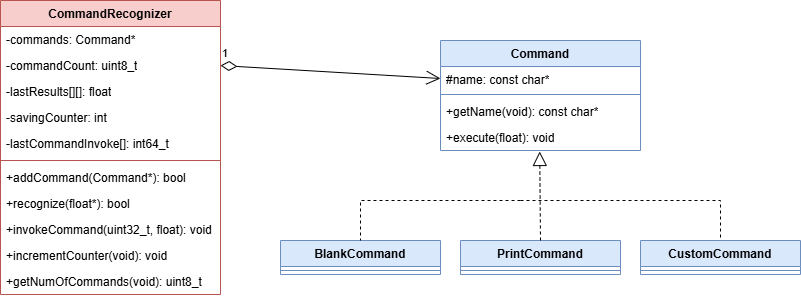 CommandRecognizer
-commands: Command*
-commandCount: uint8_t
-lastResults[][]: float
-savingCounter: int
-lastCommandInvoke[]: int64_t
+addCommand(Command*): bool
+recognize(float*): bool
+invokeCommand(uint32_t, float): void
+incrementCounter(void): void
+getNumOfCommands(void): uint8_t
1
Command
#name: const char*
+getName(void): const char*
+execute(float): void
BlankCommand
PrintCommand
CustomCommand